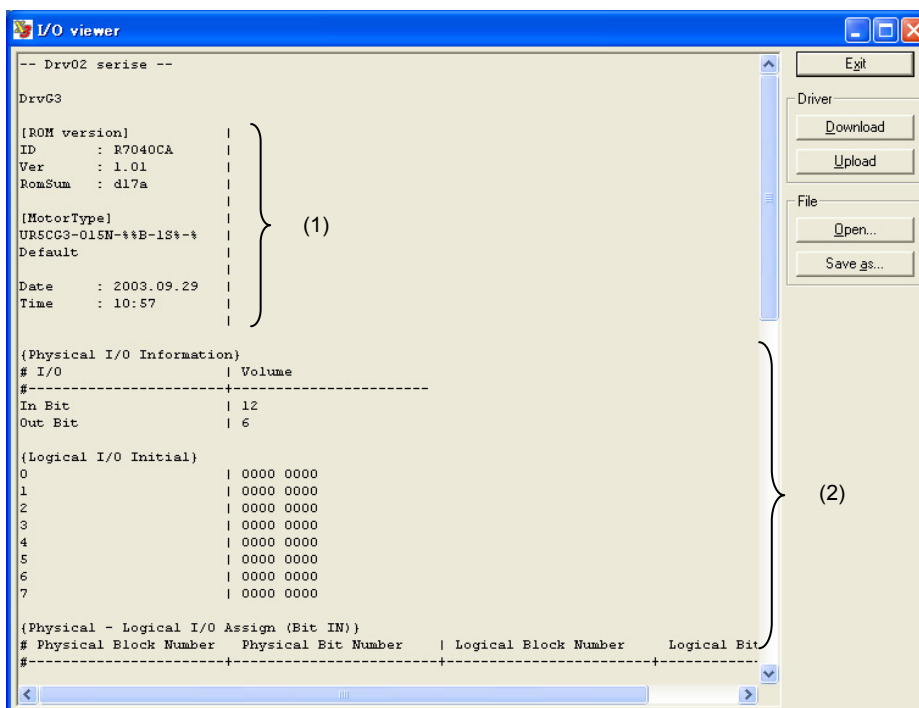 I/O viewer
-- Drv02 serise --
DrvG3
[ROM version] |
ID : R7040CA |
Ver : 1.01 |
RomSum : d17a |
|
[MotorType] |
UR5CG3-015N-%%B-1S%-% |
Default |
|
Date : 2003.09.29 |
Time : 10:57 |
|
(1)
{Physical I/O Information}
# I/O | Volume
#-----------------------+-----------------------
In Bit | 12
Out Bit | 6
{Logical I/O Initial}
0 | 0000 0000
1 | 0000 0000
2 | 0000 0000
3 | 0000 0000
4 | 0000 0000
5 | 0000 0000
6 | 0000 0000
7 | 0000 0000
(2)
{Physical - Logical I/O Assign (Bit IN)}
# Physical Block Number Physical Bit Number | Logical Block Number Logical Bit
#-----------------------+------------------------+------------------------+------------
Exit
Driver
Download
Upload
File
Open...
Save as...